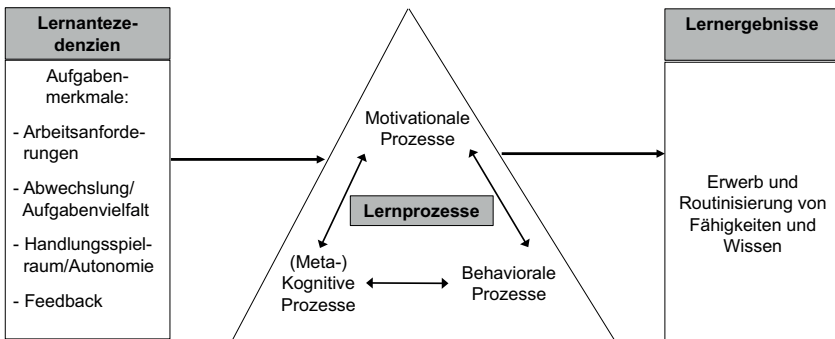 Lernanteze-
denzien
Aufgaben-
merkmale:
- Arbeitsanforde-
rungen
- Abwechslung/
Aufgabenvielfalt
- Handlungsspiel-
raum/Autonomie
- Feedback
Motivationale
Prozesse
Lernprozesse
(Meta-)
Kognitive
Prozesse
Behaviorale
Prozesse
Lernergebnisse
Erwerb und
Routinisierung von
Fähigkeiten und
Wissen